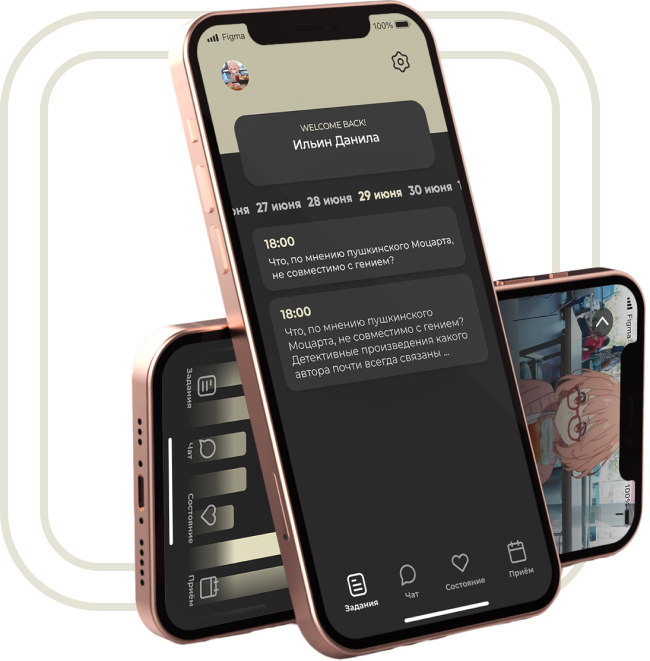 Figma
100%
WELCOME BACK!
Ильин Данила
27 июня 28 июня 29 июня 30 июня
18:00
Что, по мнению пушкинского Моцарта,
не совместимо с гением?
18:00
Что, по мнению пушкинского
Моцарта, не совместимо с гением?
Детективные произведения какого
автора почти всегда связаны ...
Задания
Чат
Состояние
Приём
Задания
Чат
Состояние
Приём
Figma
100%